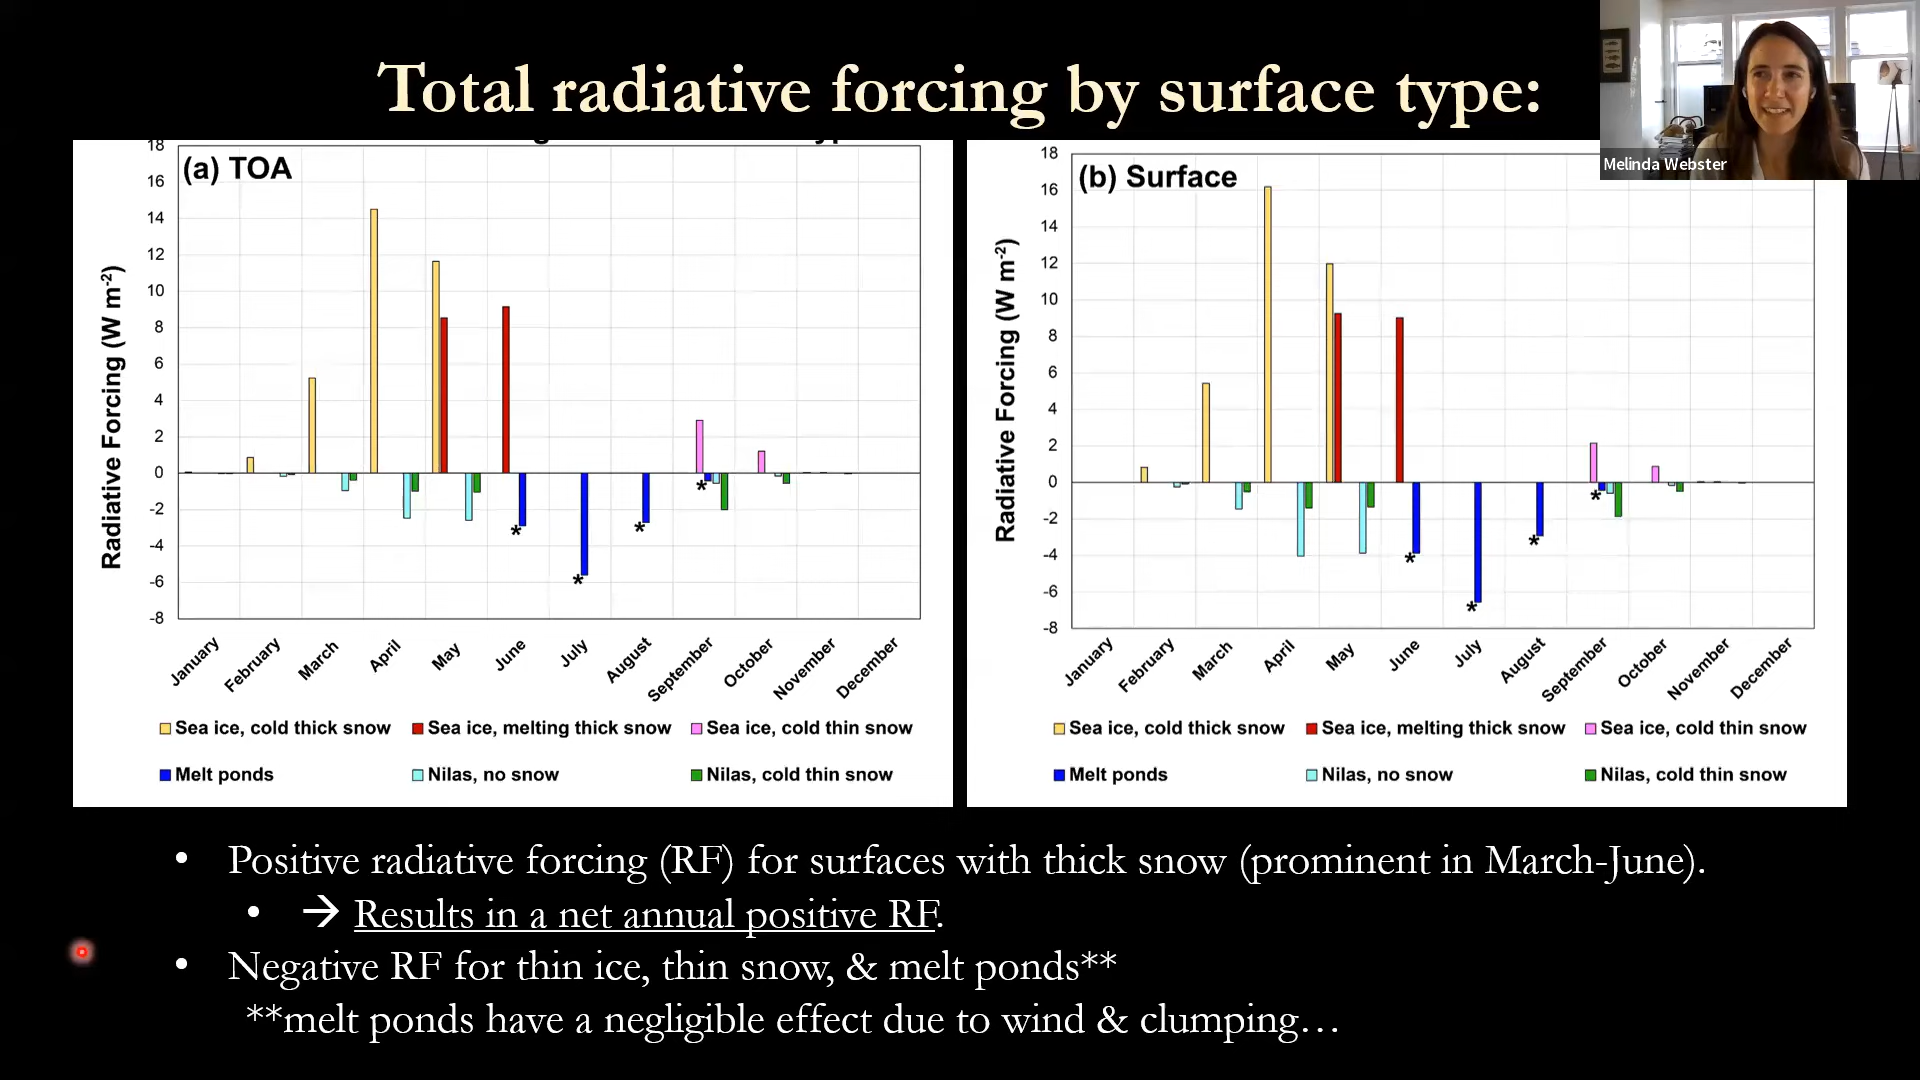 Total radiative forcing by surface type:
Melinda Webster
(a) TOA
Radiative Forcing (W m-2)
18
16
14
12
10
8
6
4
2
0
-2
-4
-6
-8
*
*
*
*
January
February
March
April
May
June
July
August
September
October
November
December
Sea ice, cold thick snow
Sea ice, melting thick snow
Sea ice, cold thin snow
Melt ponds
Nilas, no snow
Nilas, cold thin snow
(b) Surface
Radiative Forcing (W m-2)
18
16
14
12
10
8
6
4
2
0
-2
-4
-6
-8
*
*
*
*
January
February
March
April
May
June
July
August
September
October
November
December
Sea ice, cold thick snow
Sea ice, melting thick snow
Sea ice, cold thin snow
Melt ponds
Nilas, no snow
Nilas, cold thin snow
• Positive radiative forcing (RF) for surfaces with thick snow (prominent in March-June).
• → Results in a net annual positive RF.
• Negative RF for thin ice, thin snow, & melt ponds**
**melt ponds have a negligible effect due to wind & clumping…